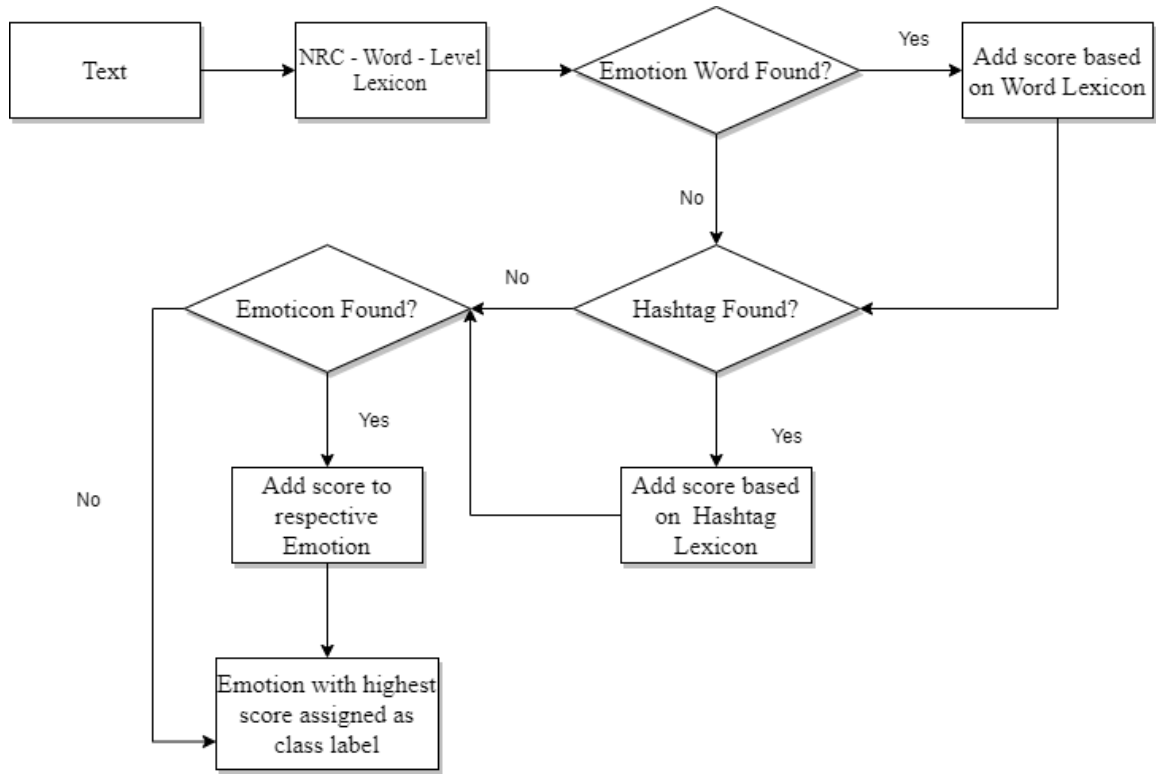 Text
NRC - Word - Level
Lexicon
Emotion Word Found?
Yes
Add score based
on Word Lexicon
No
Emoticon Found?
No
Hashtag Found?
Yes
Yes
No
Add score to
respective
Emotion
Add score based
on Hashtag
Lexicon
Emotion with highest
score assigned as
class label